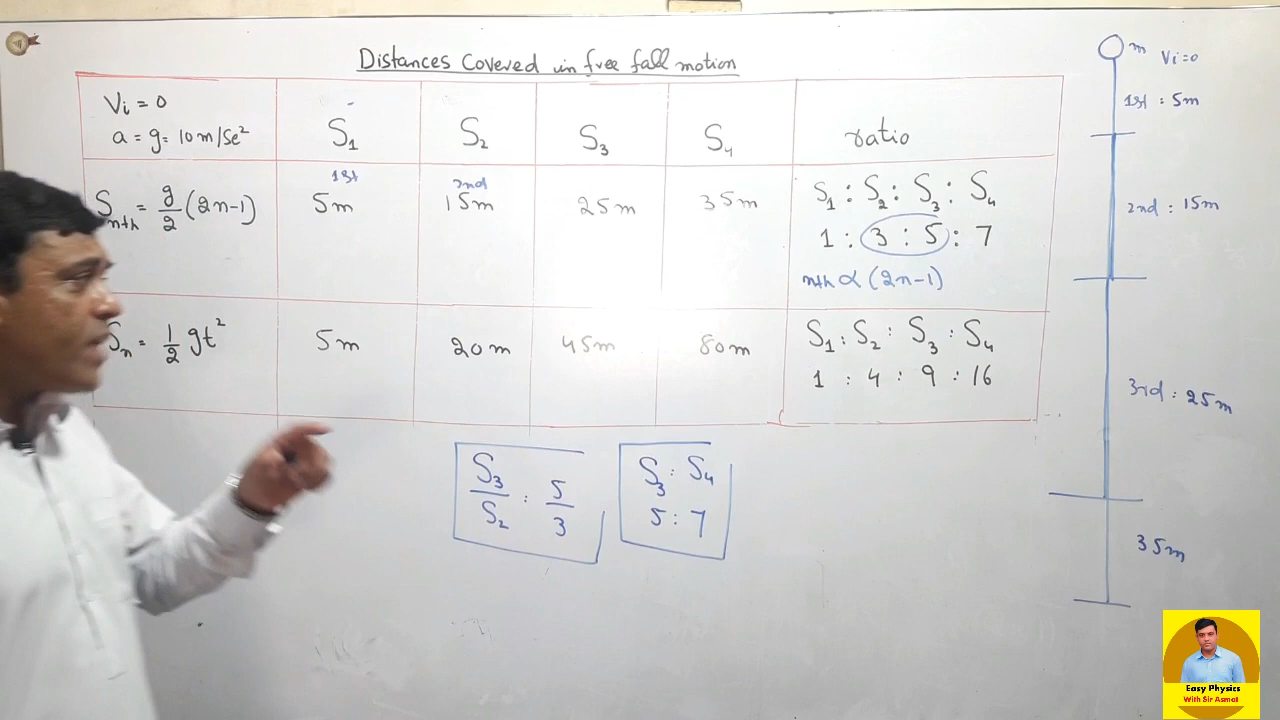 Distances Covered in free fall motion
Vi = 0
a = g = 10 m/Se²
S₁
S₂
S₃
S₄
ratio
Snth = g/2 (2n-1)
1st
5m
2nd
15m
25m
35m
S₁ : S₂ : S₃ : S₄
1 : 3 : 5 : 7
nth ∝ (2n-1)
Sn = 1/2 gt²
5m
20m
45m
80m
S₁ : S₂ : S₃ : S₄
1 : 4 : 9 : 16
S₃/S₂ : 5/3
S₃ : S₄
5 : 7
m Vi=0
1st : 5m
2nd : 15m
3rd : 25m
35m
Easy Physics
With Sir Asmat